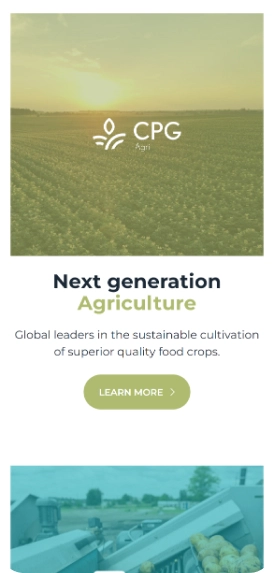 CPG
Agri
Next generation
Agriculture
Global leaders in the sustainable cultivation
of superior quality food crops.
LEARN MORE